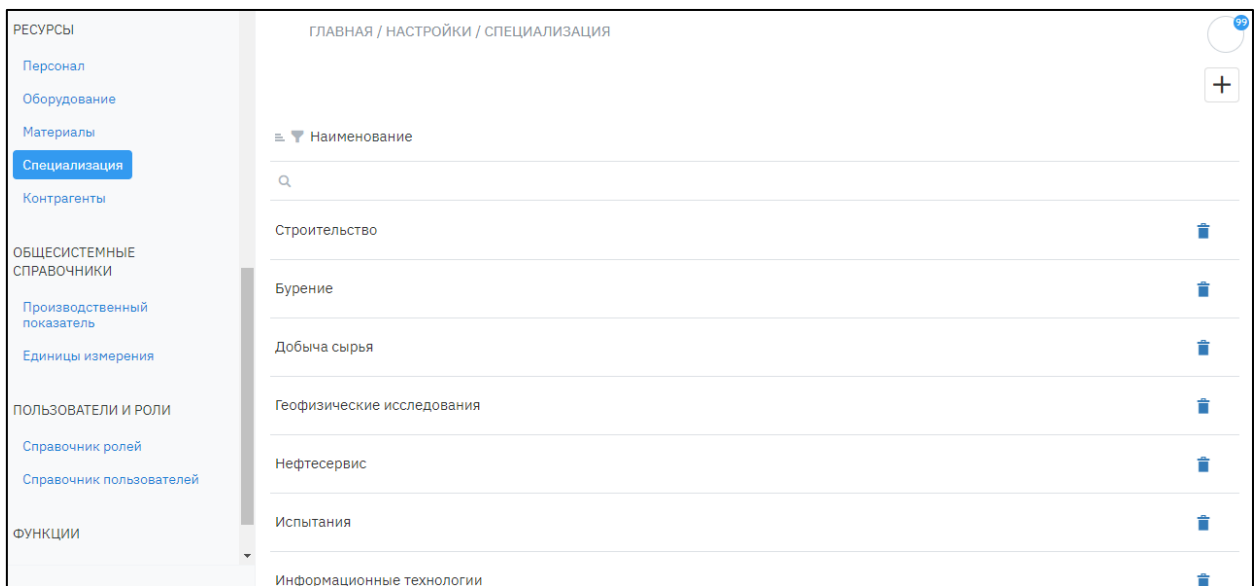 РЕСУРСЫ
Персонал
Оборудование
Материалы
Специализация
Контрагенты
ОБЩЕСИСТЕМНЫЕ
СПРАВОЧНИКИ
Производственный
показатель
Единицы измерения
ПОЛЬЗОВАТЕЛИ И РОЛИ
Справочник ролей
Справочник пользователей
ФУНКЦИИ
ГЛАВНАЯ / НАСТРОЙКИ / СПЕЦИАЛИЗАЦИЯ
99
Наименование
Строительство
Бурение
Добыча сырья
Геофизические исследования
Нефтесервис
Испытания
Информационные технологии